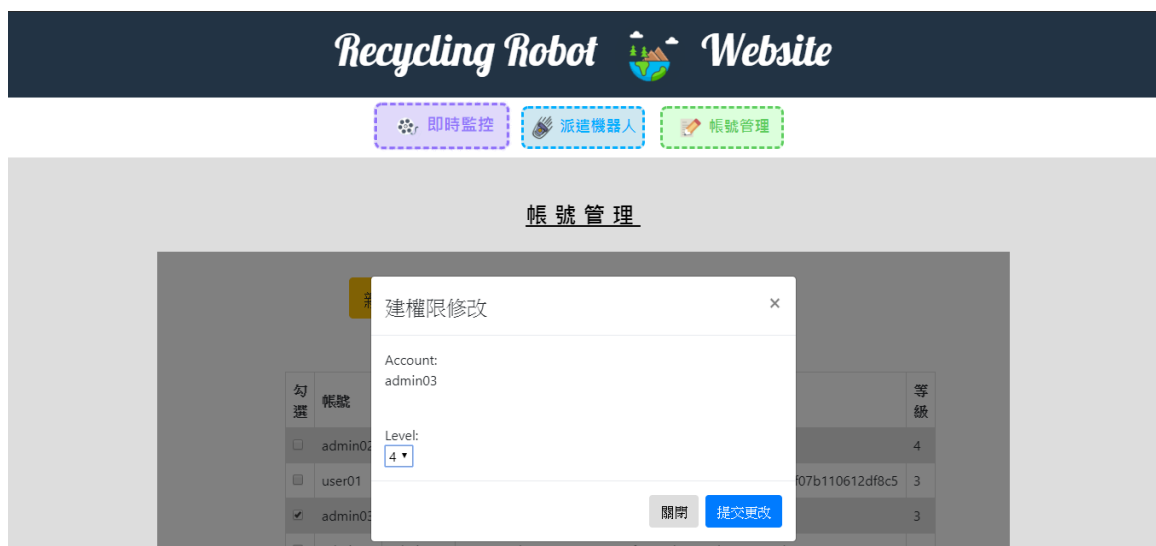 Recycling Robot Website
即時監控 派遣機器人 帳號管理
帳號管理
新
建權限修改 ×
Account:
admin03
Level:
4
關閉 提交更改
勾選 帳號 等級
admin02 4
user01 f07b110612df8c5 3
admin03 3